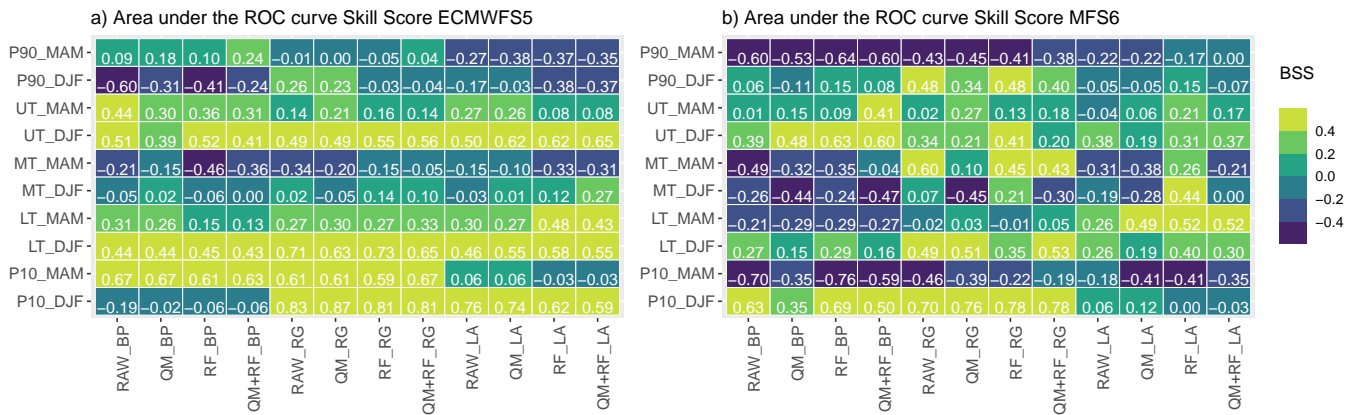 a) Area under the ROC curve Skill Score ECMWFS5
P90_MAM 0.09 0.18 0.10 0.24 −0.01 0.00 −0.05 0.04 −0.27 −0.38 −0.37 −0.35
P90_DJF −0.60 −0.31 −0.41 −0.24 0.26 0.23 −0.03 −0.04 −0.17 −0.03 −0.38 −0.37
UT_MAM 0.44 0.30 0.36 0.31 0.14 0.21 0.16 0.14 0.27 0.26 0.08 0.08
UT_DJF 0.51 0.39 0.52 0.41 0.49 0.49 0.55 0.56 0.50 0.62 0.62 0.65
MT_MAM −0.21 −0.15 −0.46 −0.36 −0.34 −0.20 −0.15 −0.05 −0.15 −0.10 −0.33 −0.31
MT_DJF −0.05 0.02 −0.06 0.00 0.02 −0.05 0.14 0.10 −0.03 0.01 0.12 0.27
LT_MAM 0.31 0.26 0.15 0.13 0.27 0.30 0.27 0.33 0.30 0.27 0.48 0.43
LT_DJF 0.44 0.44 0.45 0.43 0.71 0.63 0.73 0.65 0.46 0.55 0.58 0.55
P10_MAM 0.67 0.67 0.61 0.63 0.61 0.61 0.59 0.67 0.06 0.06 −0.03 −0.03
P10_DJF −0.19 −0.02 −0.06 −0.06 0.83 0.87 0.81 0.81 0.76 0.74 0.62 0.59
RAW_BP QM_BP RF_BP QM+RF_BP RAW_RG QM_RG RF_RG QM+RF_RG RAW_LA QM_LA RF_LA QM+RF_LA
b) Area under the ROC curve Skill Score MFS6
P90_MAM −0.60 −0.53 −0.64 −0.60 −0.43 −0.45 −0.41 −0.38 −0.22 −0.22 −0.17 0.00
P90_DJF 0.06 −0.11 0.15 0.08 0.48 0.34 0.48 0.40 −0.05 −0.05 0.15 −0.07
UT_MAM 0.01 0.15 0.09 0.41 0.02 0.27 0.13 0.18 −0.04 0.06 0.21 0.17
UT_DJF 0.39 0.48 0.63 0.60 0.34 0.21 0.41 0.20 0.38 0.19 0.31 0.37
MT_MAM −0.49 −0.32 −0.35 −0.04 0.60 0.10 0.45 0.43 −0.31 −0.38 0.26 −0.21
MT_DJF −0.26 −0.44 −0.24 −0.47 0.07 −0.45 0.21 −0.30 −0.19 −0.28 0.44 0.00
LT_MAM −0.21 −0.29 −0.29 −0.27 −0.02 0.03 −0.01 0.05 0.26 0.49 0.52 0.52
LT_DJF 0.27 0.15 0.29 0.16 0.49 0.51 0.35 0.53 0.26 0.19 0.40 0.30
P10_MAM −0.70 −0.35 −0.76 −0.59 −0.46 −0.39 −0.22 −0.19 −0.18 −0.41 −0.41 −0.35
P10_DJF 0.63 0.35 0.69 0.50 0.70 0.76 0.78 0.78 0.06 0.12 0.00 −0.03
RAW_BP QM_BP RF_BP QM+RF_BP RAW_RG QM_RG RF_RG QM+RF_RG RAW_LA QM_LA RF_LA QM+RF_LA
BSS
0.4
0.2
0.0
−0.2
−0.4